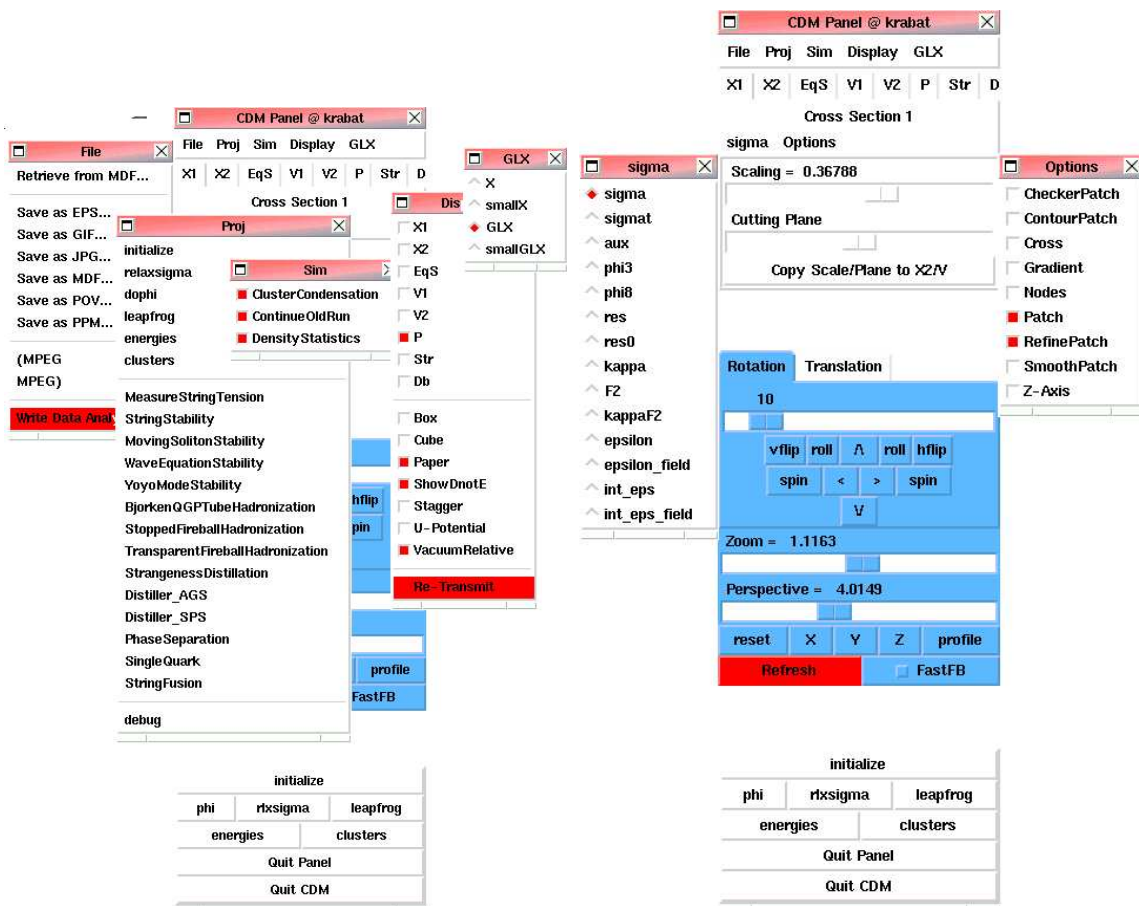 CDM Panel @ krabat
File Proj Sim Display GLX
X1 X2 EqS V1 V2 P Str D
Cross Section 1
File
Retrieve from MDF...
Save as EPS...
Save as GIF...
Save as JPG...
Save as MDF...
Save as POV...
Save as PPM...
(MPEG
MPEG)
Write Data Analy
Proj
initialize
relaxsigma
dophi
leapfrog
energies
clusters
MeasureStringTension
StringStability
MovingSolitonStability
WaveEquationStability
YoyoModeStability
BjorkenQGPTubeHadronization
StoppedFireballHadronization
TransparentFireballHadronization
StrangenessDistillation
Distiller_AGS
Distiller_SPS
PhaseSeparation
SingleQuark
StringFusion
debug
Sim
ClusterCondensation
ContinueOldRun
DensityStatistics
Dis
X1
X2
EqS
V1
V2
P
Str
Db
Box
Cube
Paper
ShowDnotE
Stagger
U-Potential
VacuumRelative
Re-Transmit
GLX
X
smallX
GLX
smallGLX
hflip
pin
profile
FastFB
initialize
phi rlxsigma leapfrog
energies clusters
Quit Panel
Quit CDM
sigma
sigma
sigmat
aux
phi3
phi8
res
res0
kappa
F2
kappaF2
epsilon
epsilon_field
int_eps
int_eps_field
CDM Panel @ krabat
File Proj Sim Display GLX
X1 X2 EqS V1 V2 P Str D
Cross Section 1
sigma Options
Scaling = 0.36788
Cutting Plane
Copy Scale/Plane to X2/V
Rotation Translation
10
vflip roll /\ roll hflip
spin < > spin
\/
Zoom = 1.1163
Perspective = 4.0149
reset X Y Z profile
Refresh FastFB
Options
CheckerPatch
ContourPatch
Cross
Gradient
Nodes
Patch
RefinePatch
SmoothPatch
Z-Axis
initialize
phi rlxsigma leapfrog
energies clusters
Quit Panel
Quit CDM